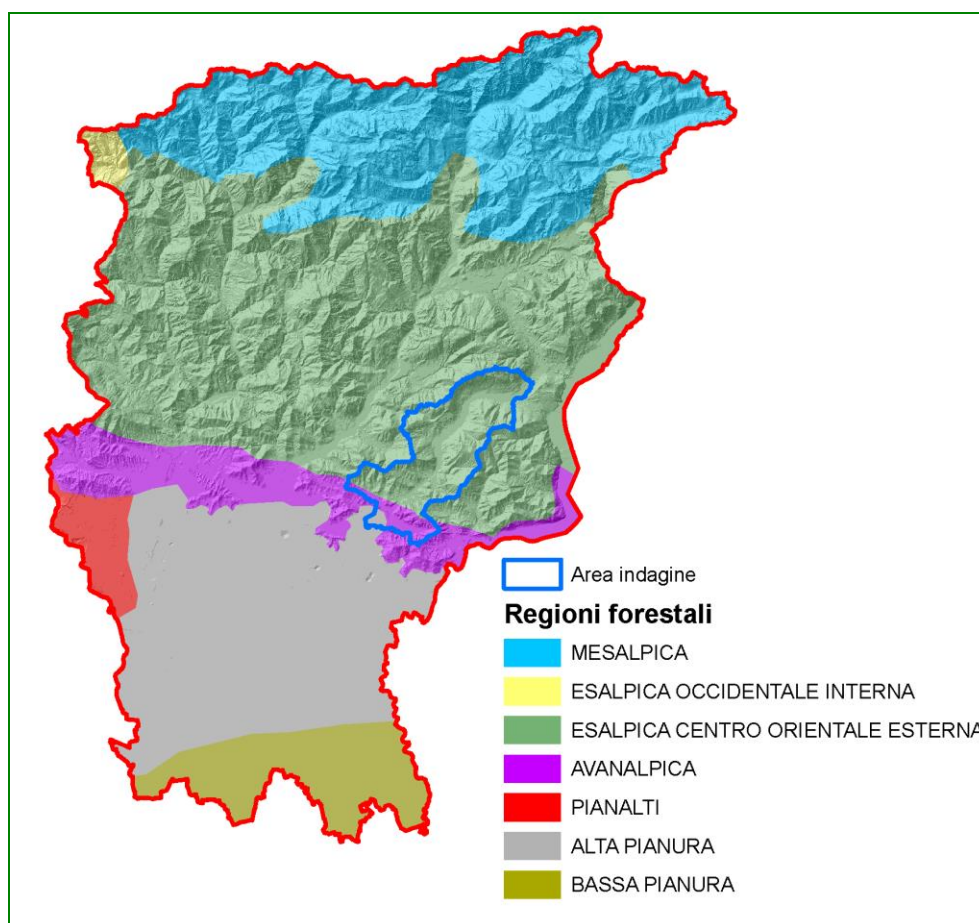 Area indagine
Regioni forestali
MESALPICA
ESALPICA OCCIDENTALE INTERNA
ESALPICA CENTRO ORIENTALE ESTERNA
AVANALPICA
PIANALTI
ALTA PIANURA
BASSA PIANURA